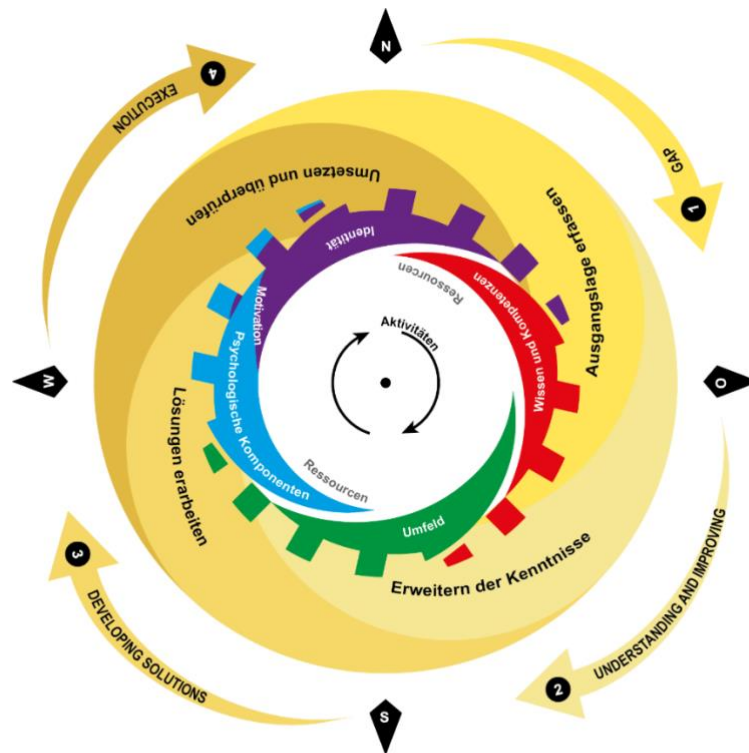 N
1
GAP
O
2
UNDERSTANDING AND IMPROVING
S
3
DEVELOPING SOLUTIONS
W
4
EXECUTION
Ausgangslage erfassen
Erweitern der Kenntnisse
Lösungen erarbeiten
Umsetzen und überprüfen
Identität
Motivation
Wissen und Kompetenzen
Umfeld
Psychologische Komponenten
Ressourcen
Aktivitäten
Ressourcen